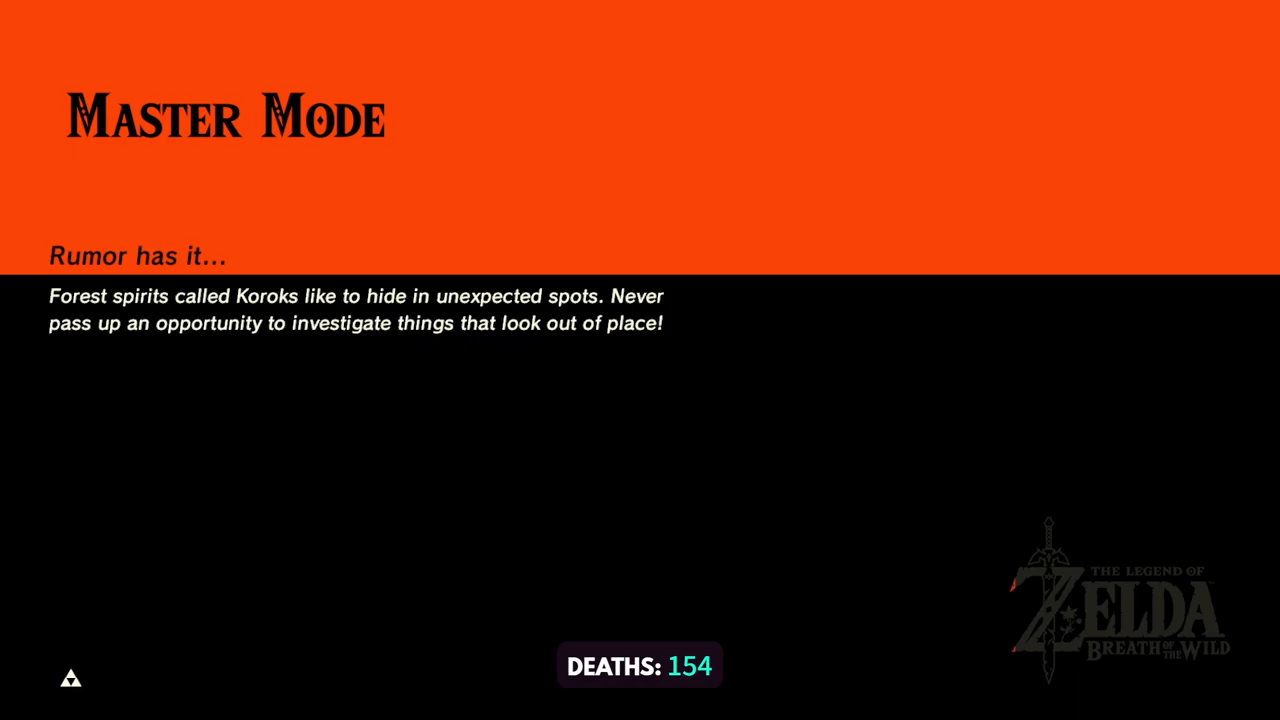 MASTER MODE
Rumor has it...
Forest spirits called Koroks like to hide in unexpected spots. Never
pass up an opportunity to investigate things that look out of place!
THE LEGEND OF
ZELDA
BREATH OF THE WILD
DEATHS: 154